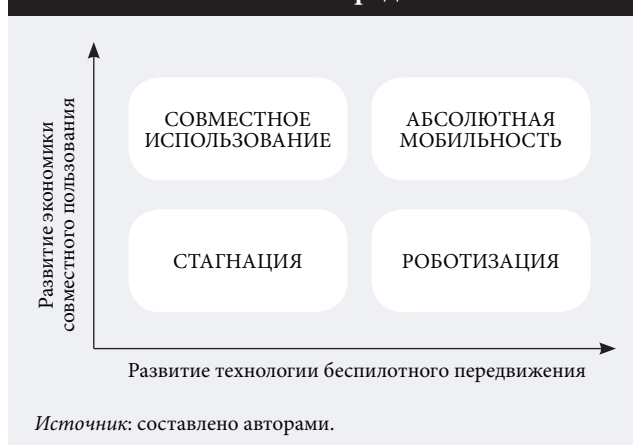 Развитие экономики
совместного пользования
СОВМЕСТНОЕ
ИСПОЛЬЗОВАНИЕ
АБСОЛЮТНАЯ
МОБИЛЬНОСТЬ
СТАГНАЦИЯ
РОБОТИЗАЦИЯ
Развитие технологии беспилотного передвижения
Источник: составлено авторами.